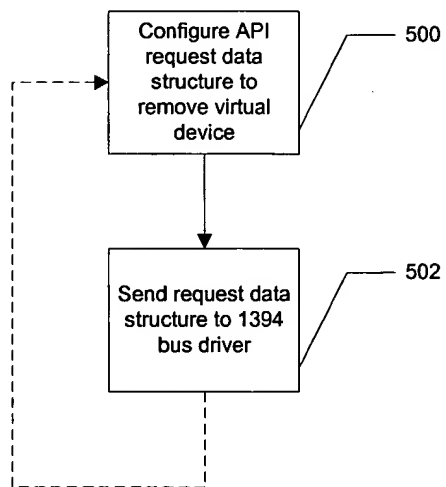 Configure API
request data
structure to
remove virtual
device
500
Send request data
structure to 1394
bus driver
502